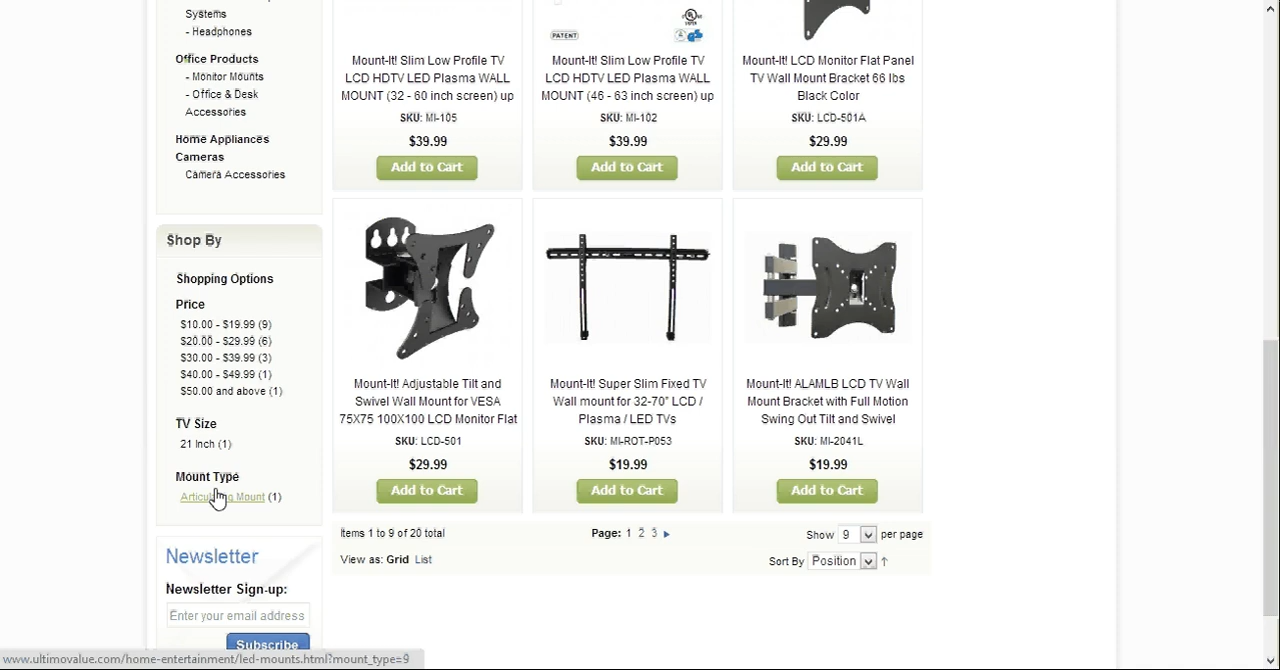 Systems
- Headphones
Office Products
- Monitor Mounts
- Office & Desk
Accessories
Home Appliances
Cameras
Camera Accessories
Shop By
Shopping Options
Price
$10.00 - $19.99 (9)
$20.00 - $29.99 (6)
$30.00 - $39.99 (3)
$40.00 - $49.99 (1)
$50.00 and above (1)
TV Size
21 Inch (1)
Mount Type
Mount (1)
Newsletter
Newsletter Sign-up:
Enter your email address
Subscribe
PATENT
Mount-It! Slim Low Profile TV
LCD HDTV LED Plasma WALL
MOUNT (32 - 60 inch screen) up
SKU: MI-105
$39.99
Add to Cart
Mount-It! Slim Low Profile TV
LCD HDTV LED Plasma WALL
MOUNT (46 - 63 inch screen) up
SKU: MI-102
$39.99
Add to Cart
Mount-It! LCD Monitor Flat Panel
TV Wall Mount Bracket 66 lbs
Black Color
SKU: LCD-501A
$29.99
Add to Cart
Mount-It! Adjustable Tilt and
Swivel Wall Mount for VESA
75X75 100X100 LCD Monitor Flat
SKU: LCD-501
$29.99
Add to Cart
Mount-It! Super Slim Fixed TV
Wall mount for 32-70" LCD /
Plasma / LED TVs
SKU: MI-ROT-P053
$19.99
Add to Cart
Mount-It! ALAMLB LCD TV Wall
Mount Bracket with Full Motion
Swing Out Tilt and Swivel
SKU: MI-2041L
$19.99
Add to Cart
Items 1 to 9 of 20 total
Page: 1 2 3
Show 9 per page
View as: Grid List
Sort By Position
www.ultimovalue.com/home-entertainment/led-mounts.html?mount_type=9